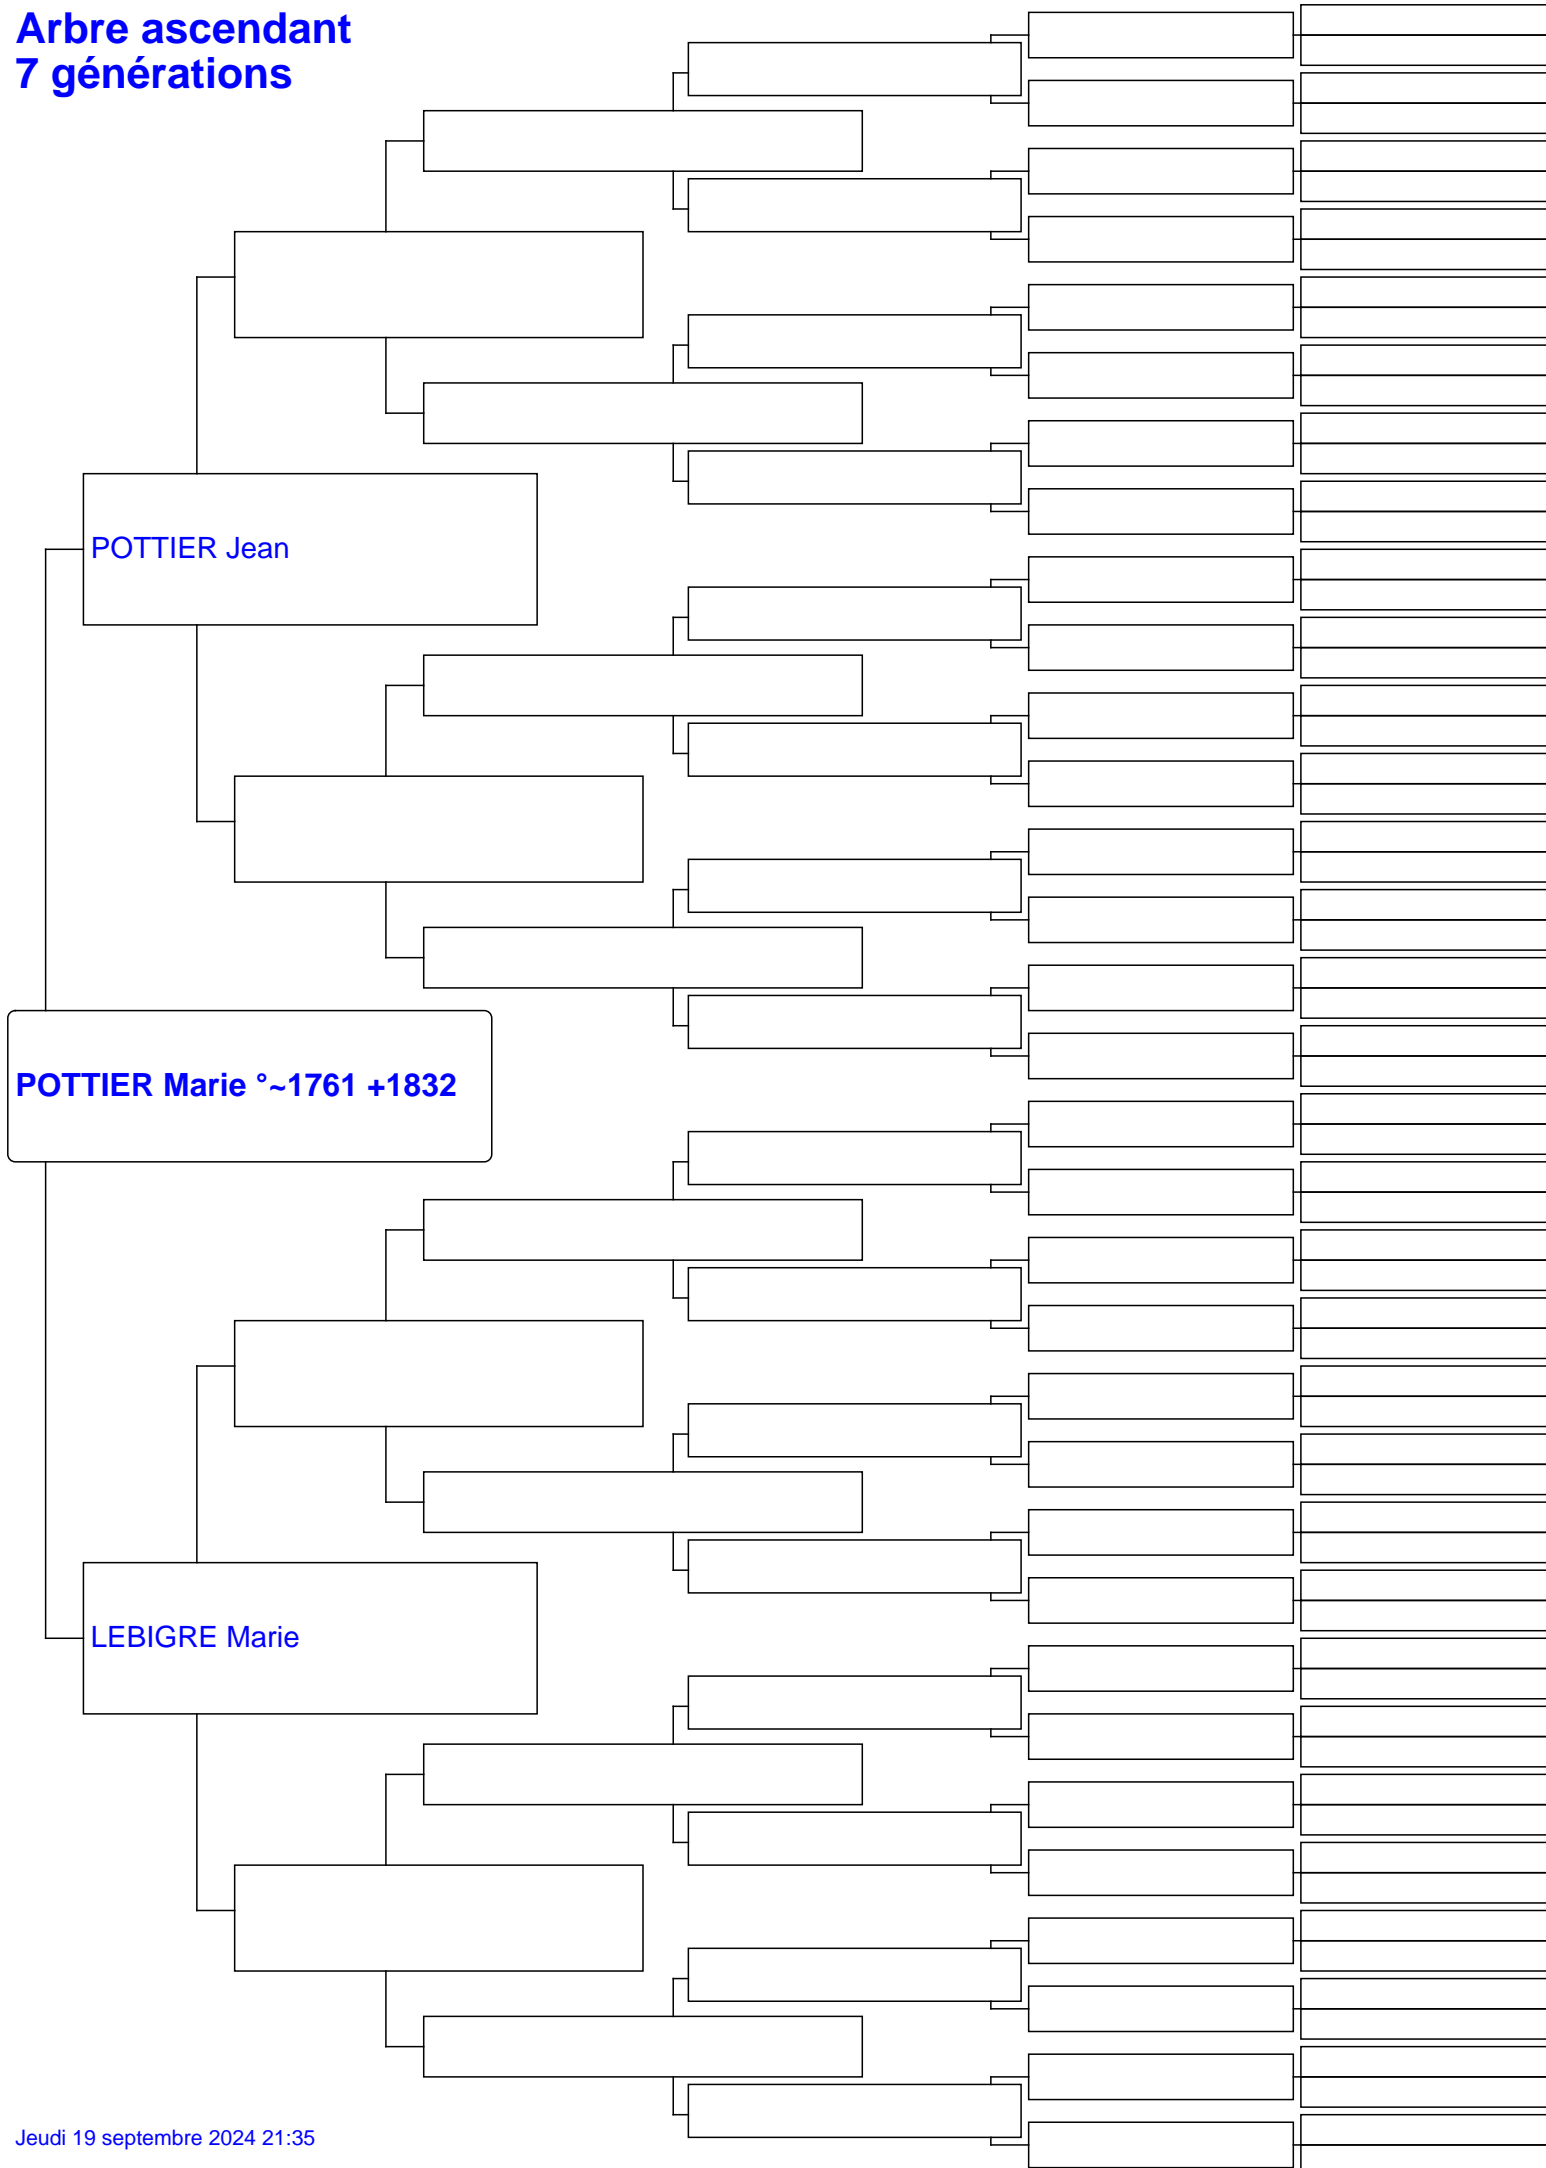 Arbre ascendant
7 générations
POTTIER Jean
POTTIER Marie °~1761 +1832
LEBIGRE Marie
Jeudi 19 septembre 2024 21:35